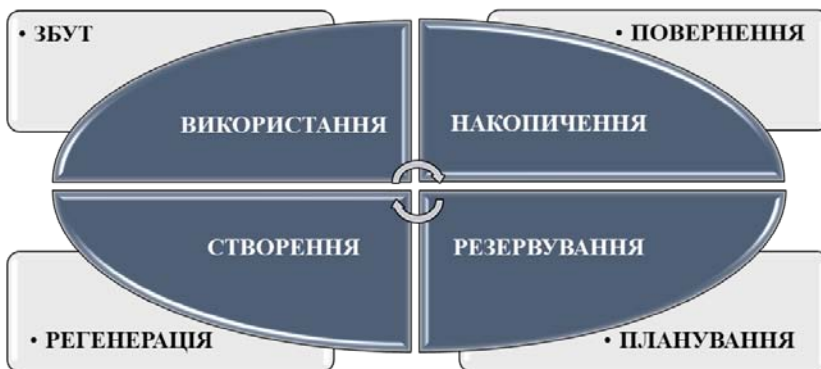 • ЗБУТ
• ПОВЕРНЕННЯ
ВИКОРИСТАННЯ
НАКОПИЧЕННЯ
СТВОРЕННЯ
РЕЗЕРВУВАННЯ
• РЕГЕНЕРАЦІЯ
• ПЛАНУВАННЯ